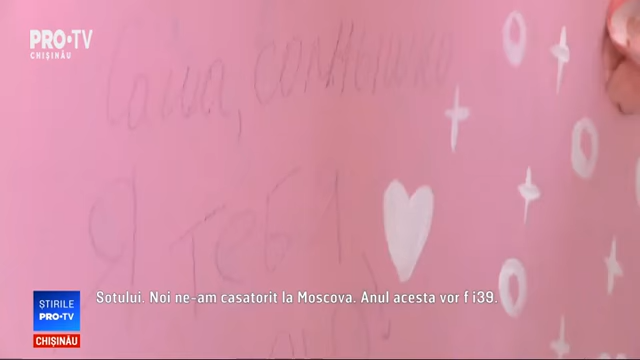 PRO•TV
CHIȘINĂU
Саша, солнышко
Я тебя
Sotului. Noi ne-am casatorit la Moscova. Anul acesta vor f i39.
ȘTIRILE
PRO•TV
CHIȘINĂU